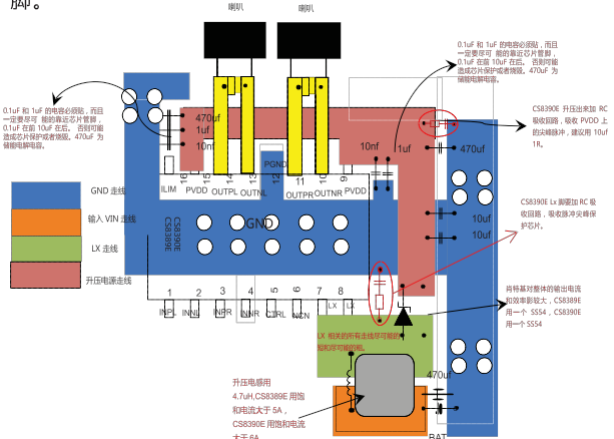 脚。
喇叭
喇叭
0.1uF 和 1uF 的电容必须贴，而且
一定要尽可 能的靠近芯片管脚，
0.1uF 在前 10uF 在后。 否则可能
造成芯片保护或者烧毁。470uF 为
储能电解电容。
0.1uF 和 1uF 的电容必须贴，而且
一定要尽可 能的靠近芯片管脚，
0.1uF 在前 10uF 在后。 否则可能
造成芯片保护或者烧毁。470uF 为
储能电解电容。
CS8390E 升压出来加 RC
吸收回路，吸收 PVDD 上
的尖峰脉冲，建议用 10uf
1R。
470uf
1uf
10nf
10nf
1uf
470uf
PGND
16
15
14
13
12
11
10
9
ILIM
PVDD
OUTPL
OUTNL
OUTPR
OUTNR
PVDD
GND 走线
输入 VIN 走线
LX 走线
升压电源走线
CS8389E
CS8390E
GND
10uf
10uf
CS8390E Lx 脚要加 RC 吸
收回路，吸收脉冲尖峰保
护芯片。
1
2
3
4
5
6
7
8
INPL
INNL
INPR
INNR
CTRL
NCN
LX
LX
LX 相关的所有走线尽可能的
肖特基对整体的输出电流
和效率影较大，CS8389E
用一个 SS54，CS8390E
用一个 SS54
470uf
升压电感用
4.7uH,CS8389E 用饱
和电流大于 5A，
CS8390E 用饱和电流
大于 6A
BAT